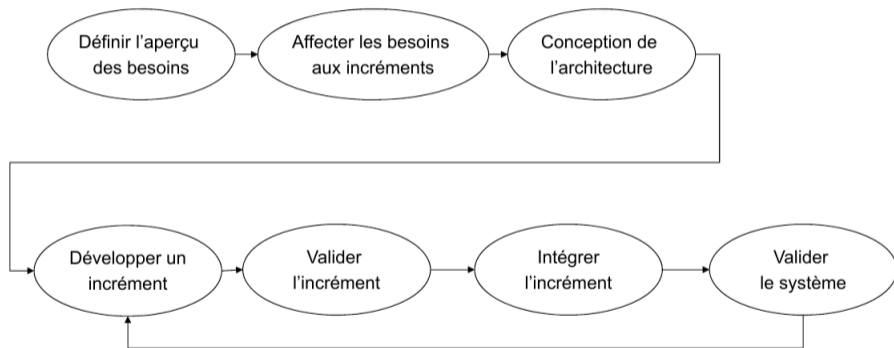 Définir l'aperçu
des besoins
Affecter les besoins
aux incréments
Conception de
l'architecture
Développer un
incrément
Valider
l'incrément
Intégrer
l'incrément
Valider
le système